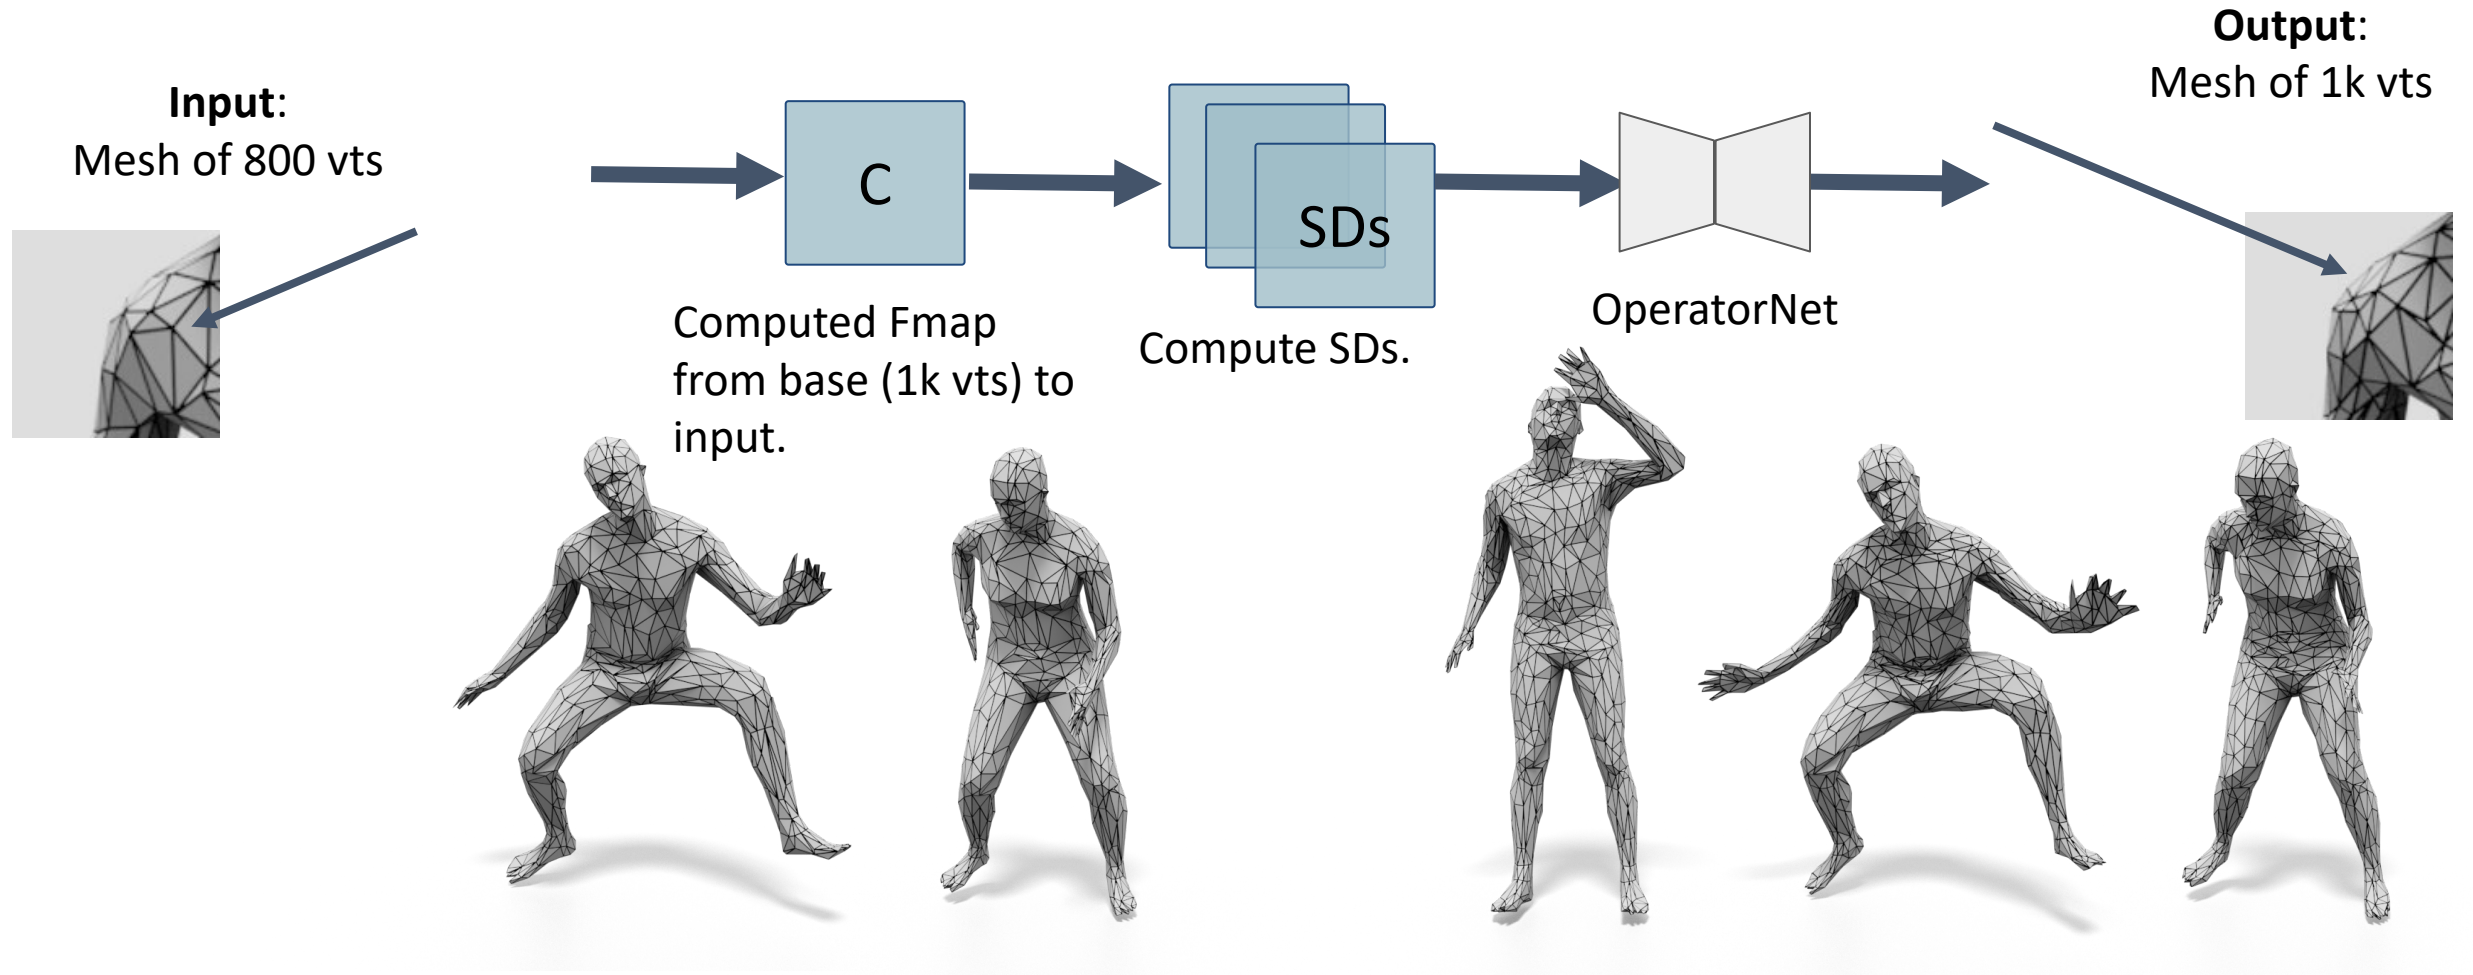 Input:
Mesh of 800 vts
C
Computed Fmap
from base (1k vts) to
input.
SDs
Compute SDs.
OperatorNet
Output:
Mesh of 1k vts